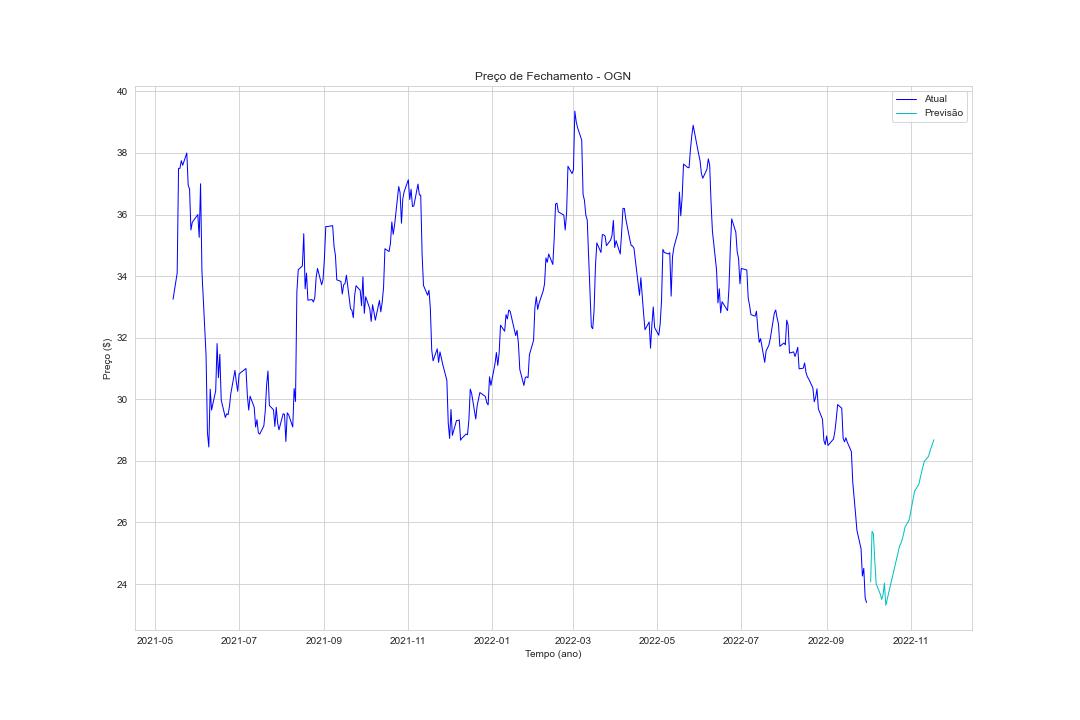 Preço de Fechamento - OGN
Atual
Previsão
40
38
36
34
32
30
28
26
24
Preço ($)
2021-05 2021-07 2021-09 2021-11 2022-01 2022-03 2022-05 2022-07 2022-09 2022-11
Tempo (ano)